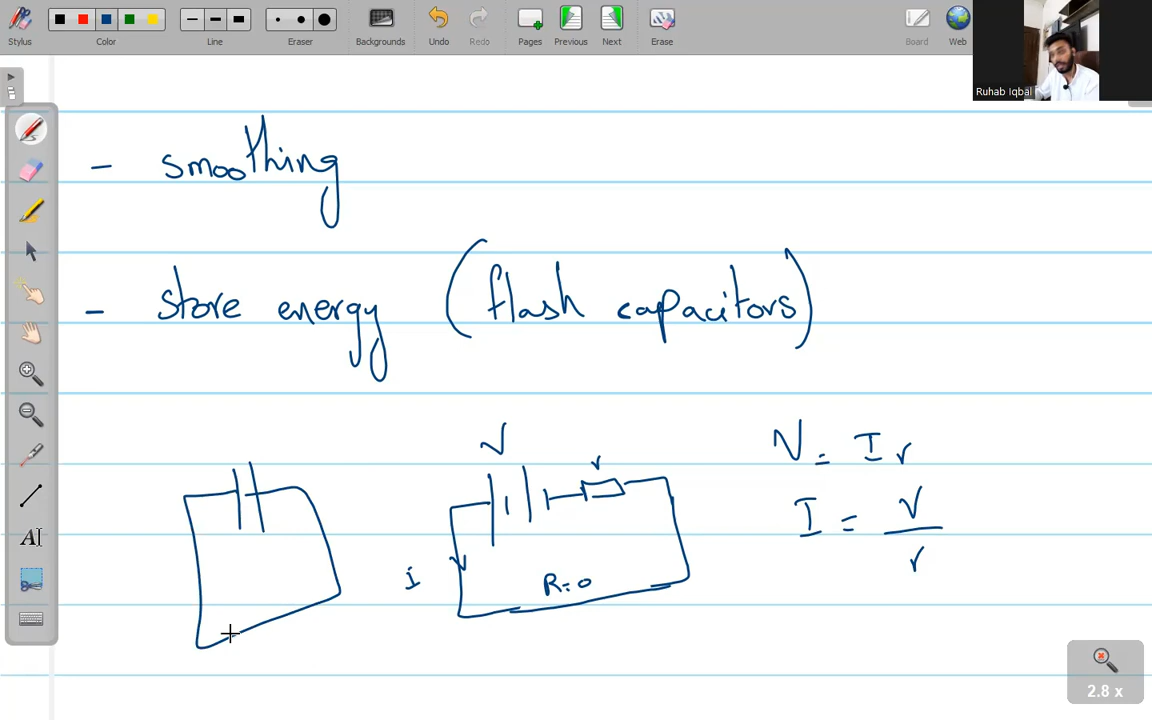 Stylus
Color
Line
Eraser
Backgrounds
Undo
Redo
Pages
Previous
Next
Erase
Board
Web
Ruhab Iqbal
- smoothing
- store energy (flash capacitors)
V
r
V = I r
I = V
r
I
R = 0
A
2.8 x